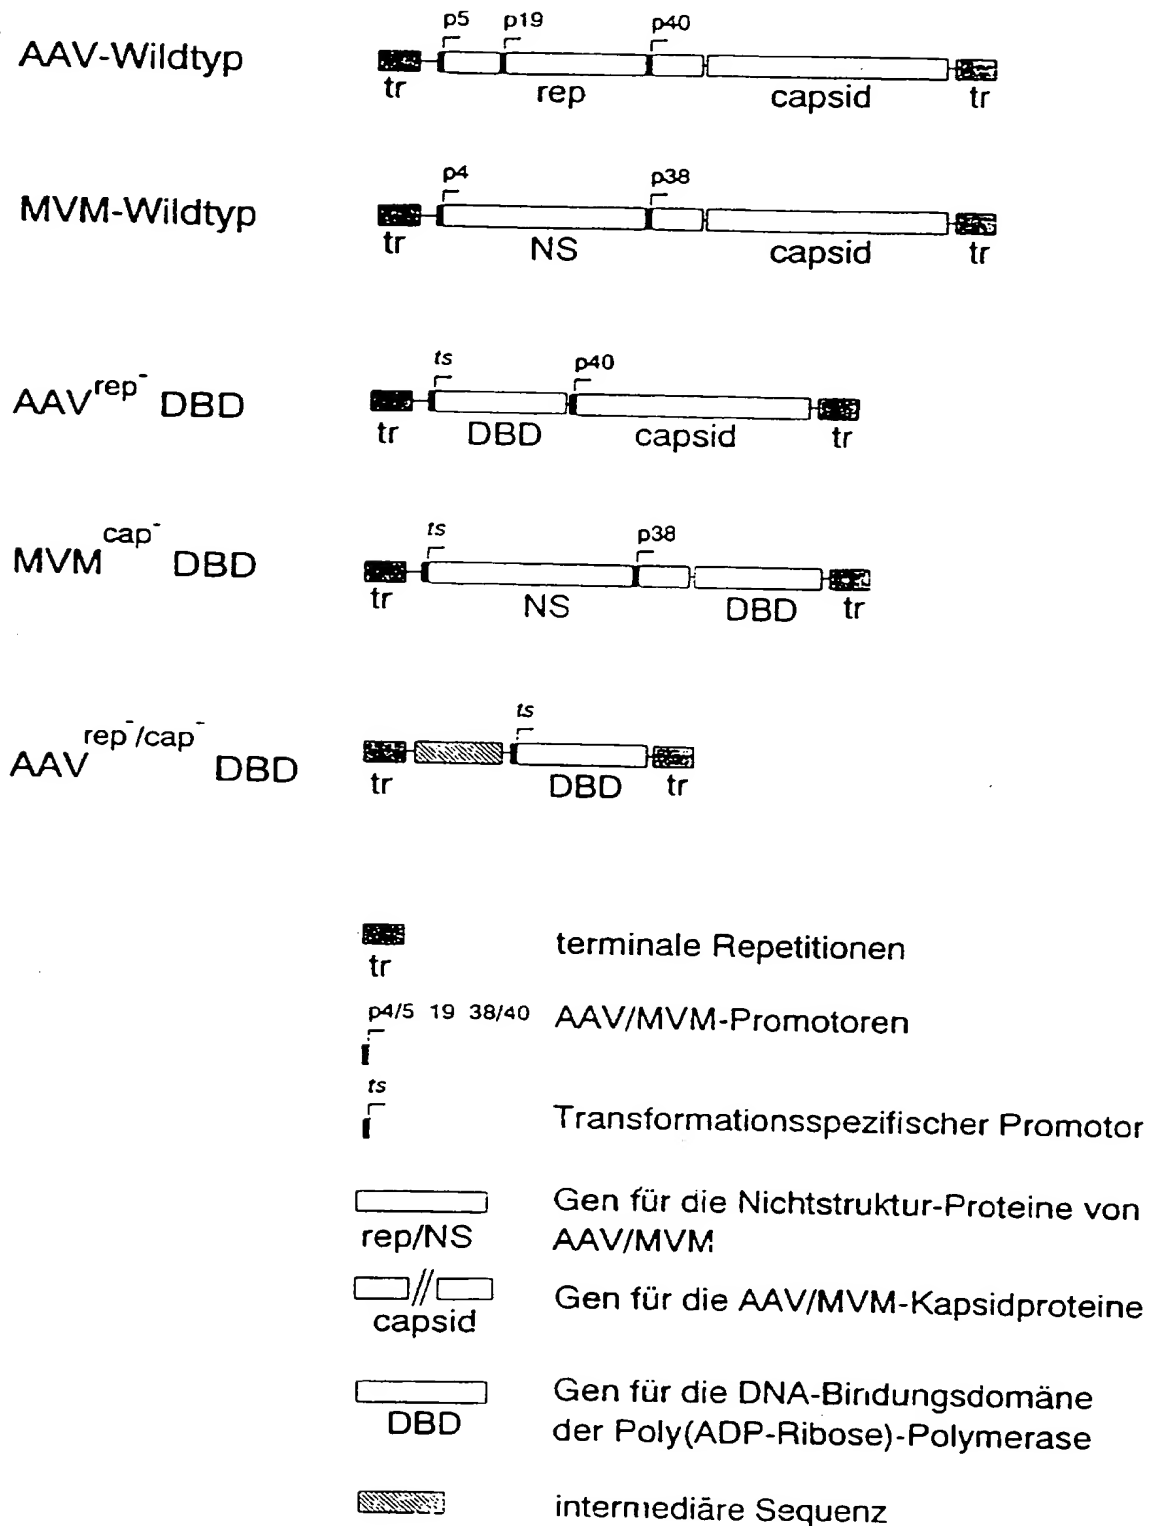 p5 p19 p40
AAV-Wildtyp
tr rep capsid tr
p4 p38
MVM-Wildtyp
tr NS capsid tr
ts p40
AAV rep⁻ DBD
tr DBD capsid tr
ts p38
MVM cap⁻ DBD
tr NS DBD tr
ts
AAV rep⁻/cap⁻ DBD
tr DBD tr
tr terminale Repetitionen
p4/5 19 38/40 AAV/MVM-Promotoren
ts
Transformationsspezifischer Promotor
Gen für die Nichtstruktur-Proteine von
rep/NS AAV/MVM
Gen für die AAV/MVM-Kapsidproteine
capsid
Gen für die DNA-Bindungsdomäne
DBD der Poly(ADP-Ribose)-Polymerase
intermediäre Sequenz